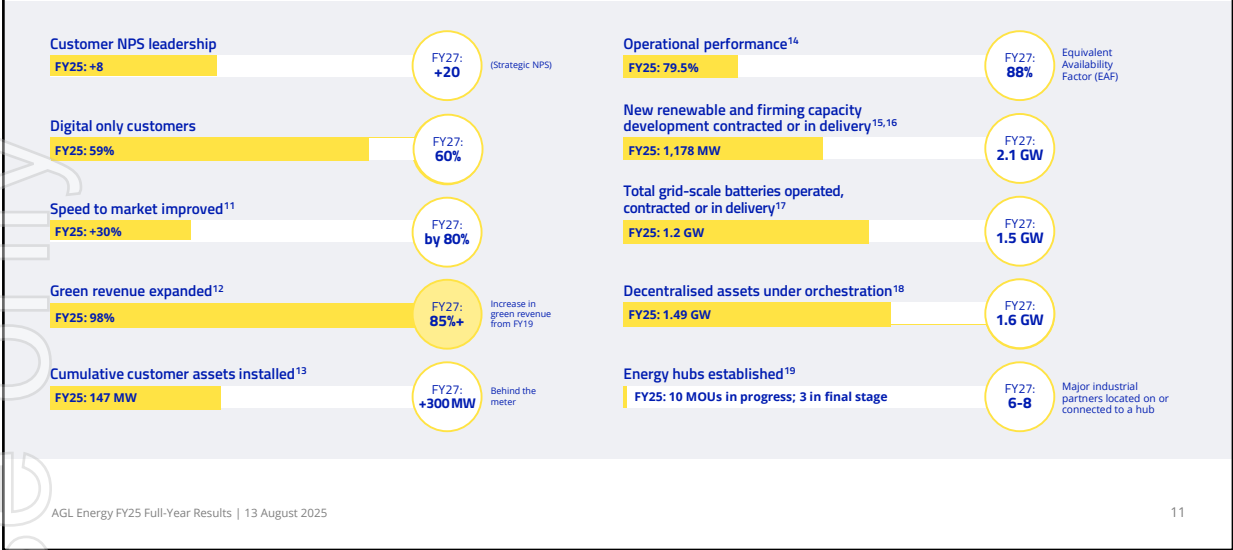 Customer NPS leadership
FY25: +8
FY27:
+20
(Strategic NPS)
Digital only customers
FY25: 59%
FY27:
60%
Speed to market improved11
FY25: +30%
FY27:
by 80%
Green revenue expanded12
FY25: 98%
FY27:
85%+
Increase in
green revenue
from FY19
Cumulative customer assets installed13
FY25: 147 MW
FY27:
+300 MW
Behind the
meter
Operational performance14
FY25: 79.5%
FY27:
88%
Equivalent
Availability
Factor (EAF)
New renewable and firming capacity
development contracted or in delivery15,16
FY25: 1,178 MW
FY27:
2.1 GW
Total grid-scale batteries operated,
contracted or in delivery17
FY25: 1.2 GW
FY27:
1.5 GW
Decentralised assets under orchestration18
FY25: 1.49 GW
FY27:
1.6 GW
Energy hubs established19
FY25: 10 MOUs in progress; 3 in final stage
FY27:
6-8
Major industrial
partners located on or
connected to a hub
AGL Energy FY25 Full-Year Results | 13 August 2025
11